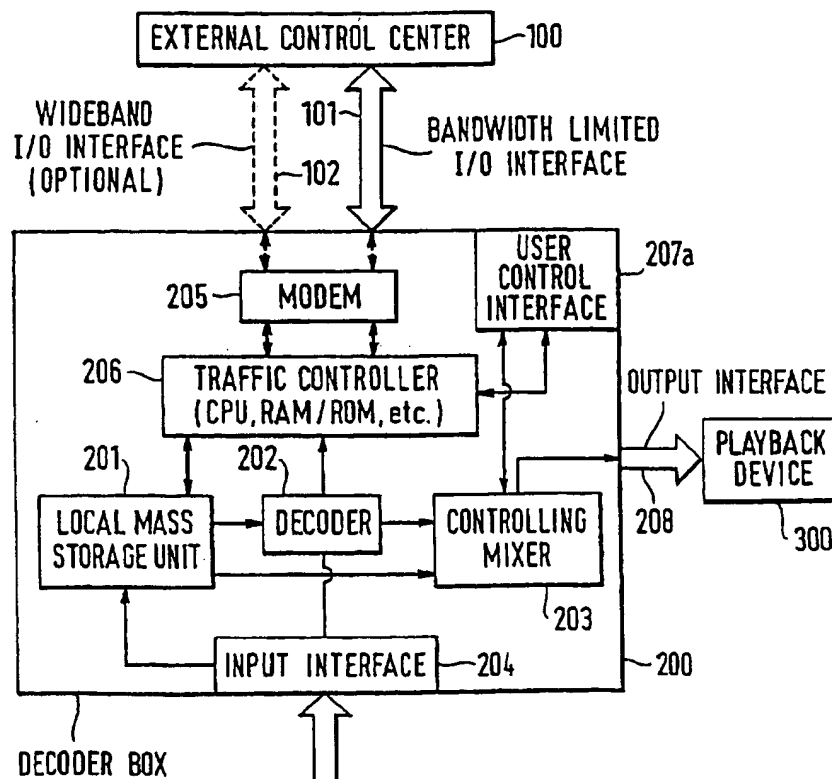 EXTERNAL CONTROL CENTER
100
WIDEBAND
I/O INTERFACE
(OPTIONAL)
102
101
BANDWIDTH LIMITED
I/O INTERFACE
USER
CONTROL
INTERFACE
207a
205
MODEM
206
TRAFFIC CONTROLLER
(CPU, RAM/ROM, etc.)
OUTPUT INTERFACE
208
PLAYBACK
DEVICE
300
201
LOCAL MASS
STORAGE UNIT
202
DECODER
CONTROLLING
MIXER
203
INPUT INTERFACE
204
200
DECODER BOX